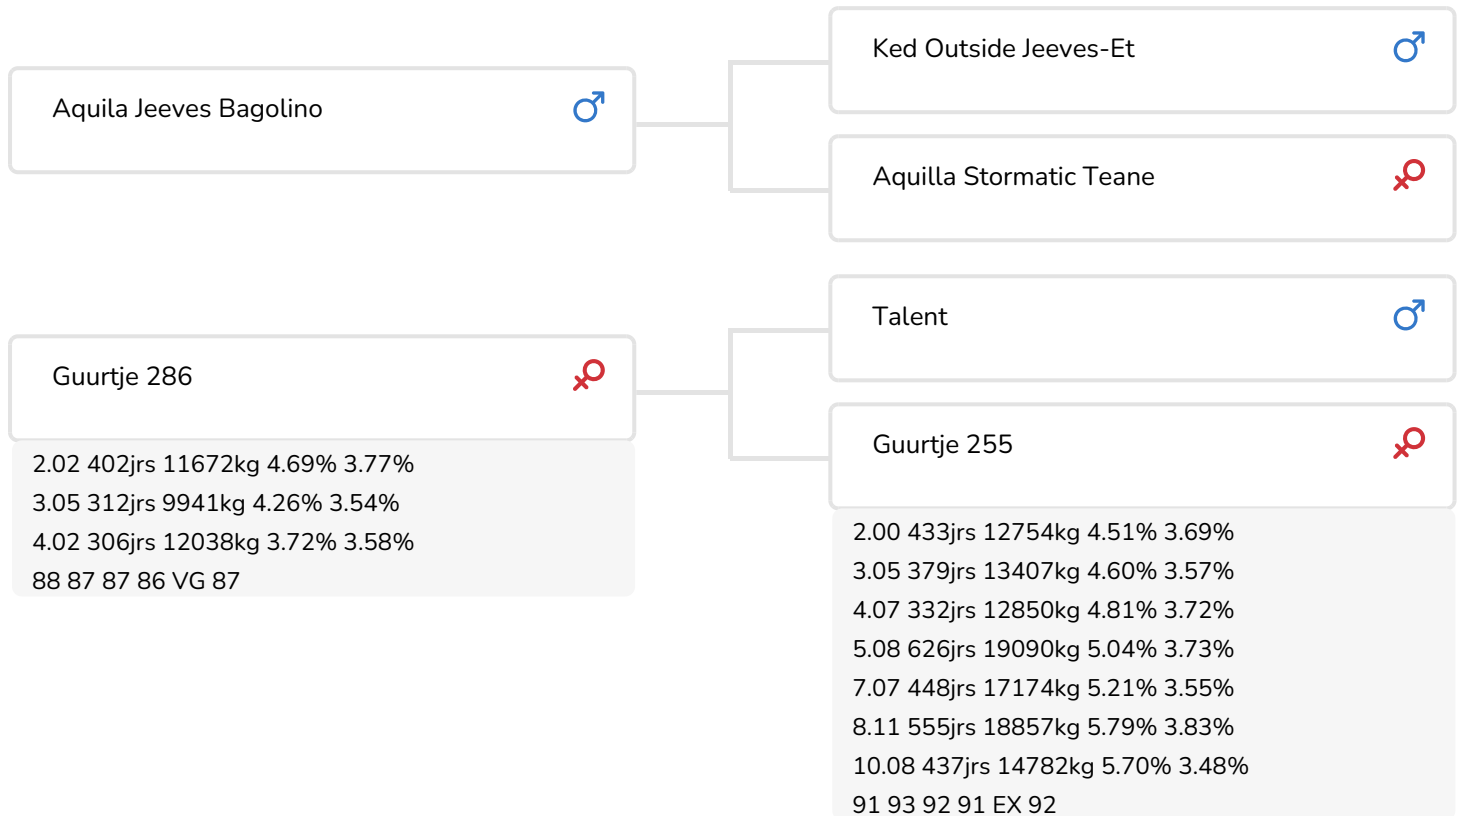 Aquila Jeeves Bagolino
Ked Outside Jeeves-Et
Aquilla Stormatic Teane
Guurtje 286
2.02 402jrs 11672kg 4.69% 3.77%
3.05 312jrs 9941kg 4.26% 3.54%
4.02 306jrs 12038kg 3.72% 3.58%
88 87 87 86 VG 87
Talent
Guurtje 255
2.00 433jrs 12754kg 4.51% 3.69%
3.05 379jrs 13407kg 4.60% 3.57%
4.07 332jrs 12850kg 4.81% 3.72%
5.08 626jrs 19090kg 5.04% 3.73%
7.07 448jrs 17174kg 5.21% 3.55%
8.11 555jrs 18857kg 5.79% 3.83%
10.08 437jrs 14782kg 5.70% 3.48%
91 93 92 91 EX 92